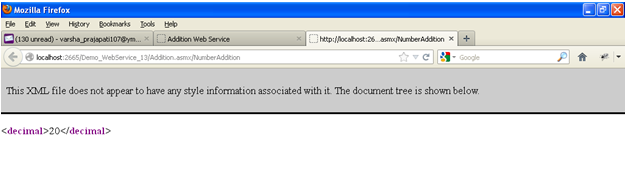 Mozilla Firefox
File Edit View History Bookmarks Tools Help
(130 unread) - varsha_prajapati107@ym... Addition Web Service http://localhost:26...asmx/NumberAddition
localhost:2665/Demo_WebService_13/Addition.asmx/NumberAddition Google
This XML file does not appear to have any style information associated with it. The document tree is shown below.
<decimal>20</decimal>